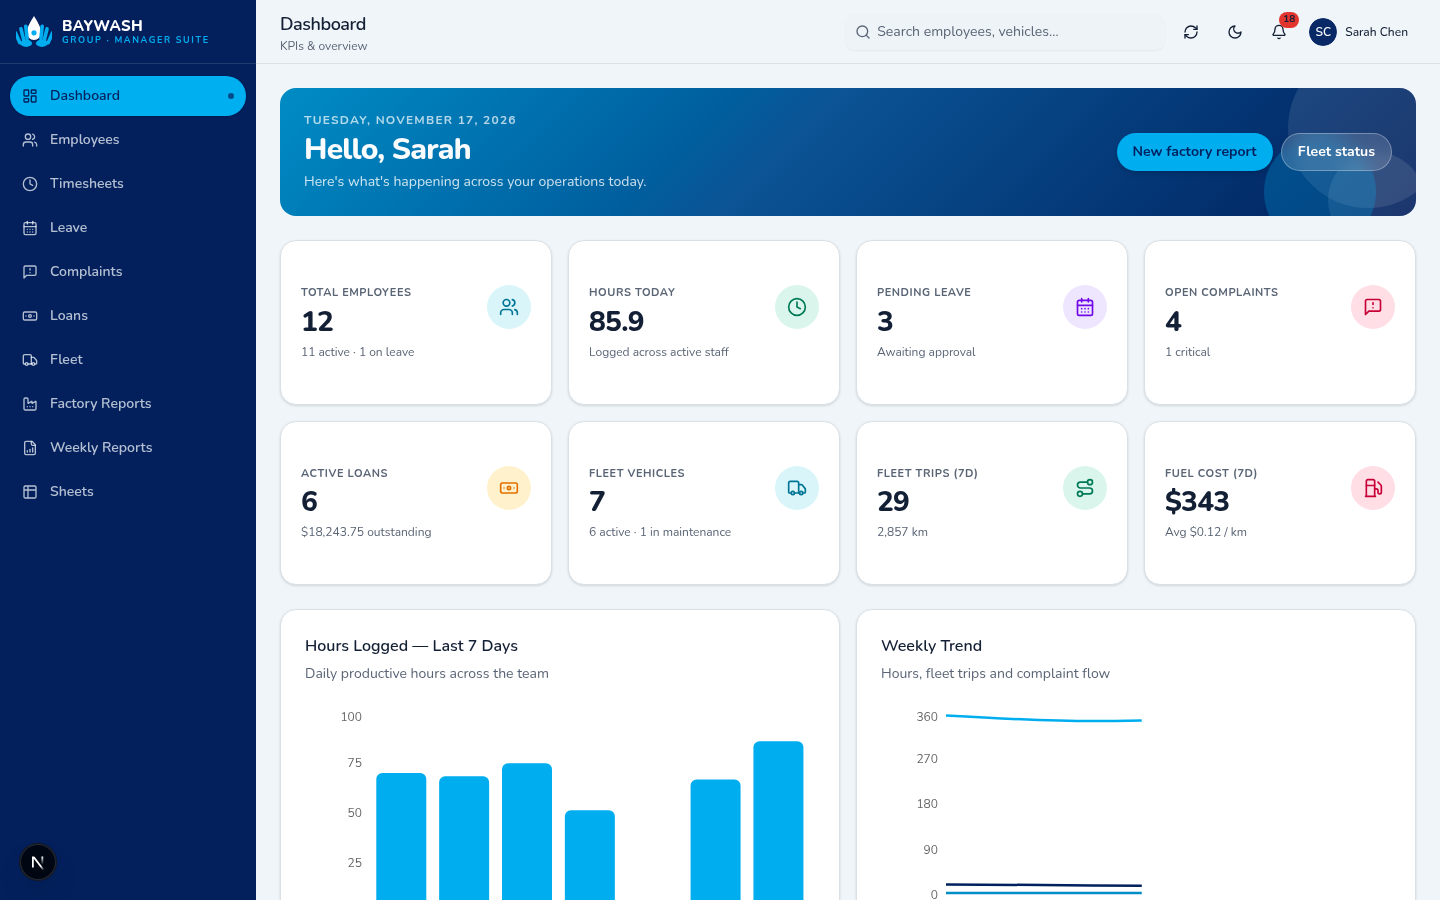 BAYWASH
GROUP · MANAGER SUITE
Dashboard
Employees
Timesheets
Leave
Complaints
Loans
Fleet
Factory Reports
Weekly Reports
Sheets
N
Dashboard
KPIs & overview
Search employees, vehicles...
18
SC
Sarah Chen
TUESDAY, NOVEMBER 17, 2026
Hello, Sarah
Here's what's happening across your operations today.
New factory report
Fleet status
TOTAL EMPLOYEES
12
11 active · 1 on leave
HOURS TODAY
85.9
Logged across active staff
PENDING LEAVE
3
Awaiting approval
OPEN COMPLAINTS
4
1 critical
ACTIVE LOANS
6
$18,243.75 outstanding
FLEET VEHICLES
7
6 active · 1 in maintenance
FLEET TRIPS (7D)
29
2,857 km
FUEL COST (7D)
$343
Avg $0.12 / km
Hours Logged — Last 7 Days
Daily productive hours across the team
100
75
50
25
Weekly Trend
Hours, fleet trips and complaint flow
360
270
180
90
0